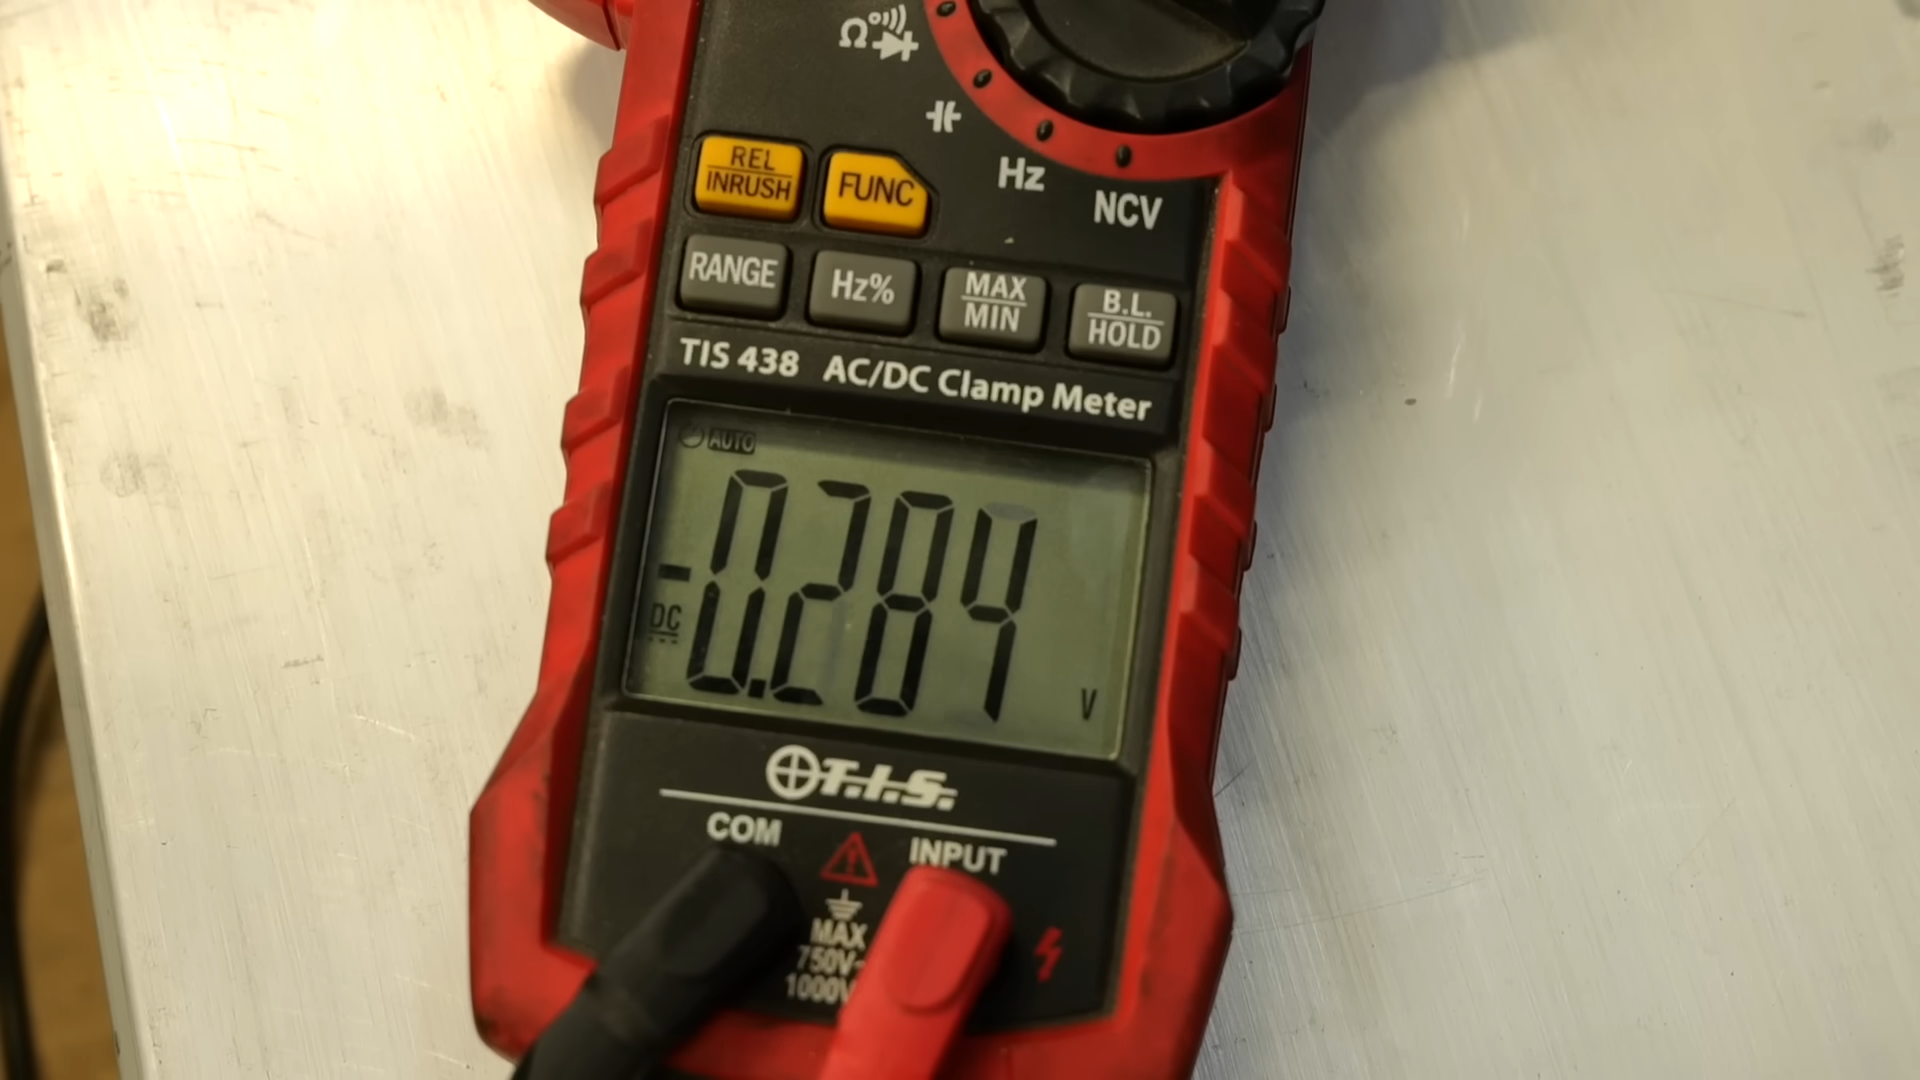 Ω
REL
INRUSH
FUNC
Hz
NCV
RANGE
Hz%
MAX
MIN
B.L.
HOLD
TIS 438 AC/DC Clamp Meter
AUTO
-0.284
DC
V
T.I.S.
COM
INPUT
MAX
750V~
1000V